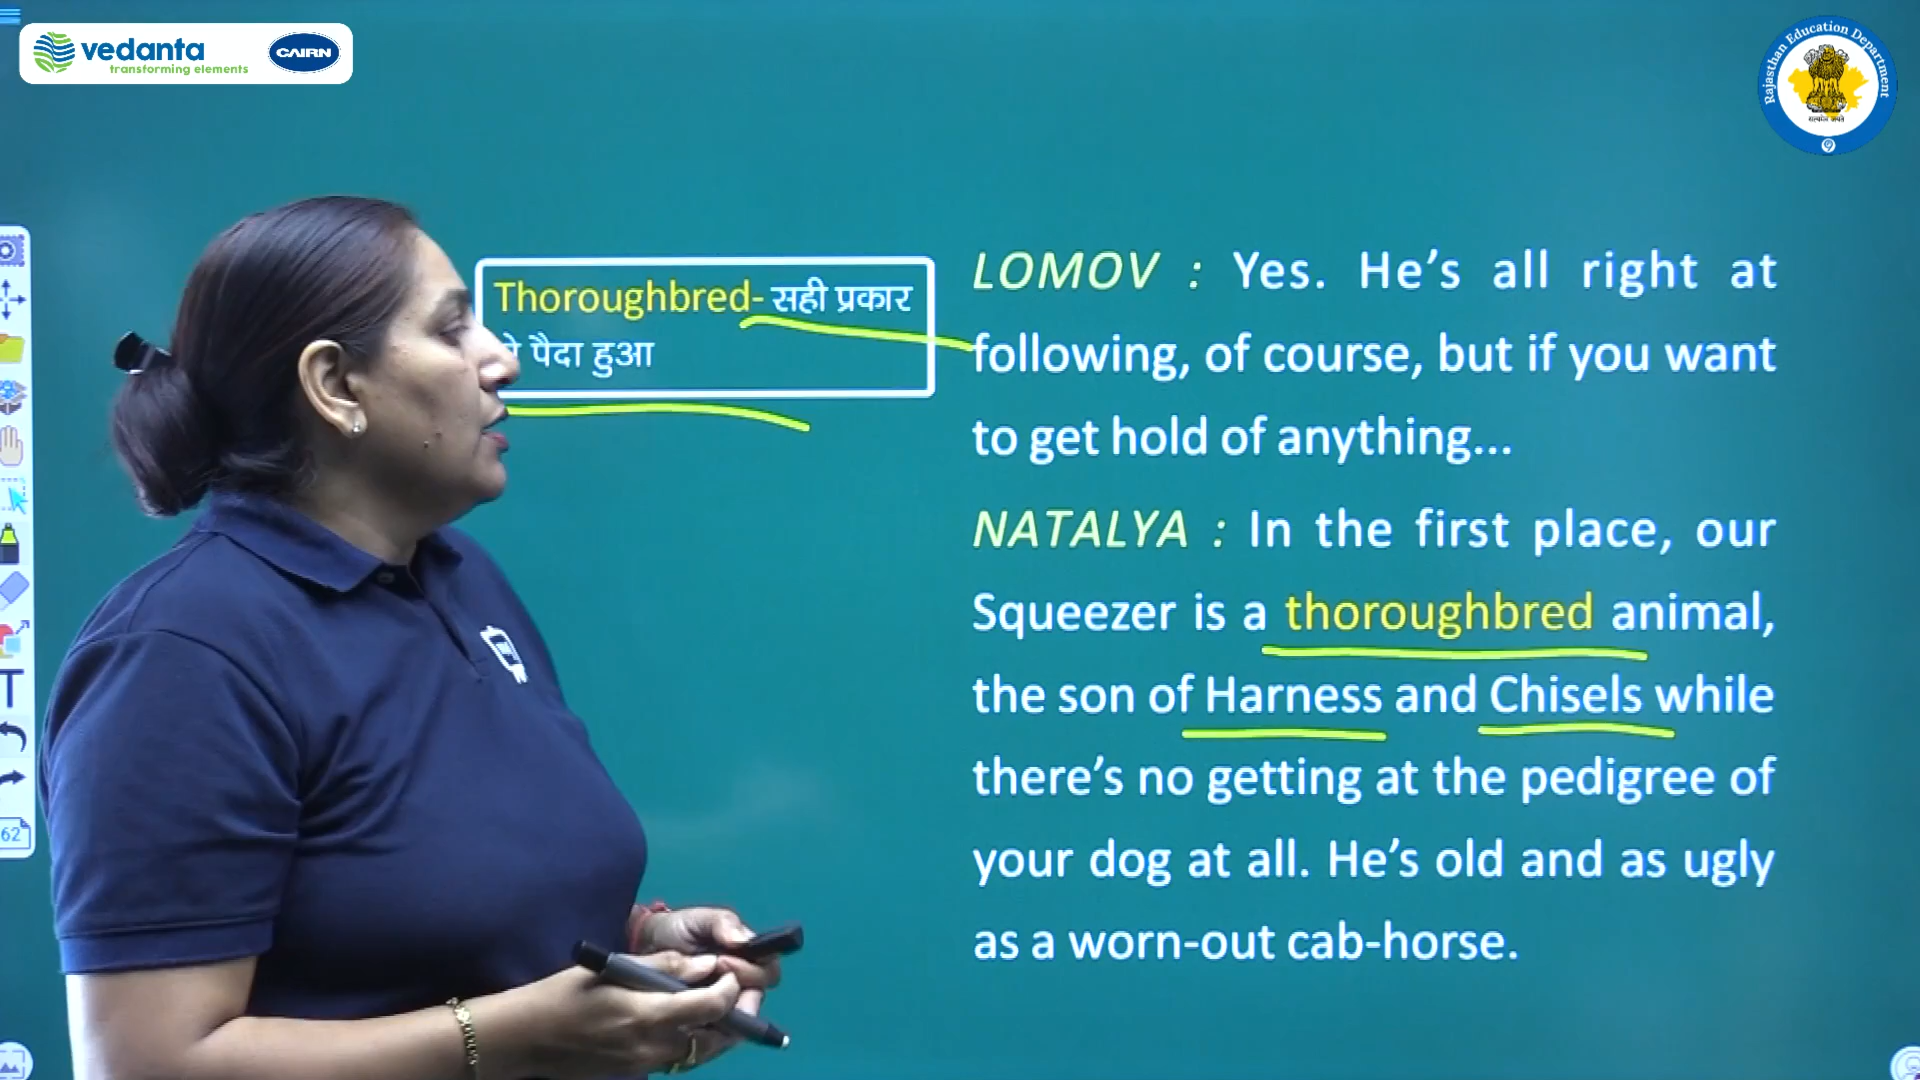 vedanta
transforming elements
CAIRN
Rajasthan Education Department
सत्यमेव जयते
Thoroughbred- सही प्रकार
पैदा हुआ
LOMOV : Yes. He's all right at
following, of course, but if you want
to get hold of anything...
NATALYA : In the first place, our
Squeezer is a thoroughbred animal,
the son of Harness and Chisels while
there's no getting at the pedigree of
your dog at all. He's old and as ugly
as a worn-out cab-horse.
T
62